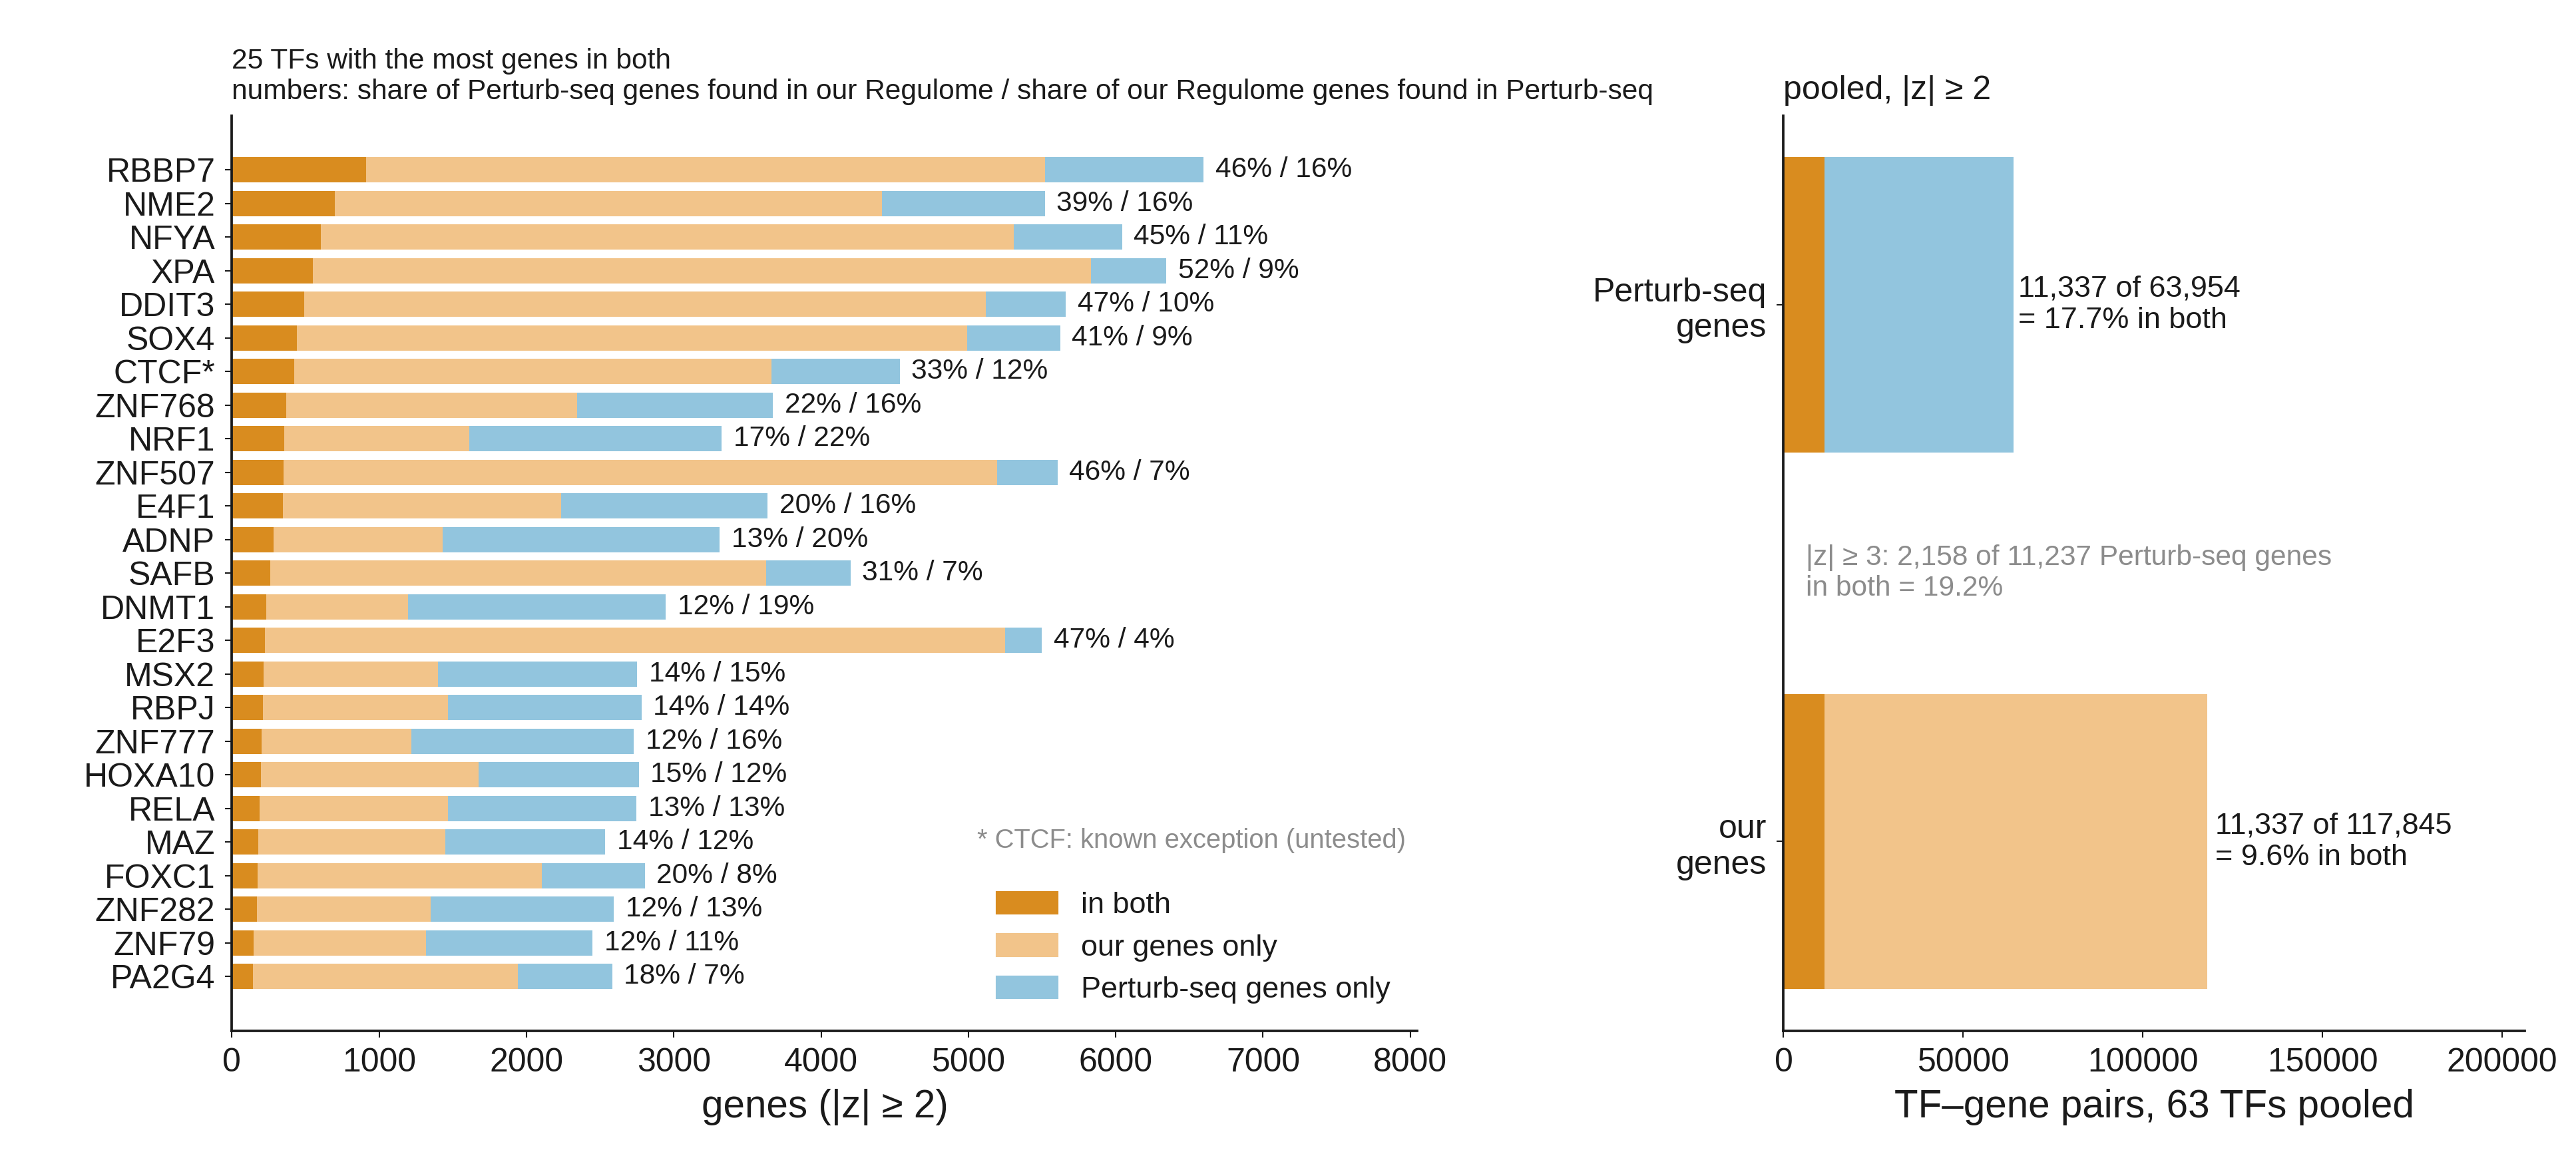 25 TFs with the most genes in both
numbers: share of Perturb-seq genes found in our Regulome / share of our Regulome genes found in Perturb-seq
RBBP7 46% / 16%
NME2 39% / 16%
NFYA 45% / 11%
XPA 52% / 9%
DDIT3 47% / 10%
SOX4 41% / 9%
CTCF* 33% / 12%
ZNF768 22% / 16%
NRF1 17% / 22%
ZNF507 46% / 7%
E4F1 20% / 16%
ADNP 13% / 20%
SAFB 31% / 7%
DNMT1 12% / 19%
E2F3 47% / 4%
MSX2 14% / 15%
RBPJ 14% / 14%
ZNF777 12% / 16%
HOXA10 15% / 12%
RELA 13% / 13%
MAZ 14% / 12%
FOXC1 20% / 8%
ZNF282 12% / 13%
ZNF79 12% / 11%
PA2G4 18% / 7%
* CTCF: known exception (untested)
in both
our genes only
Perturb-seq genes only
0 1000 2000 3000 4000 5000 6000 7000 8000
genes (|z| ≥ 2)
pooled, |z| ≥ 2
Perturb-seq
genes
11,337 of 63,954
= 17.7% in both
|z| ≥ 3: 2,158 of 11,237 Perturb-seq genes
in both = 19.2%
our
genes
11,337 of 117,845
= 9.6% in both
0 50000 100000 150000 200000
TF–gene pairs, 63 TFs pooled